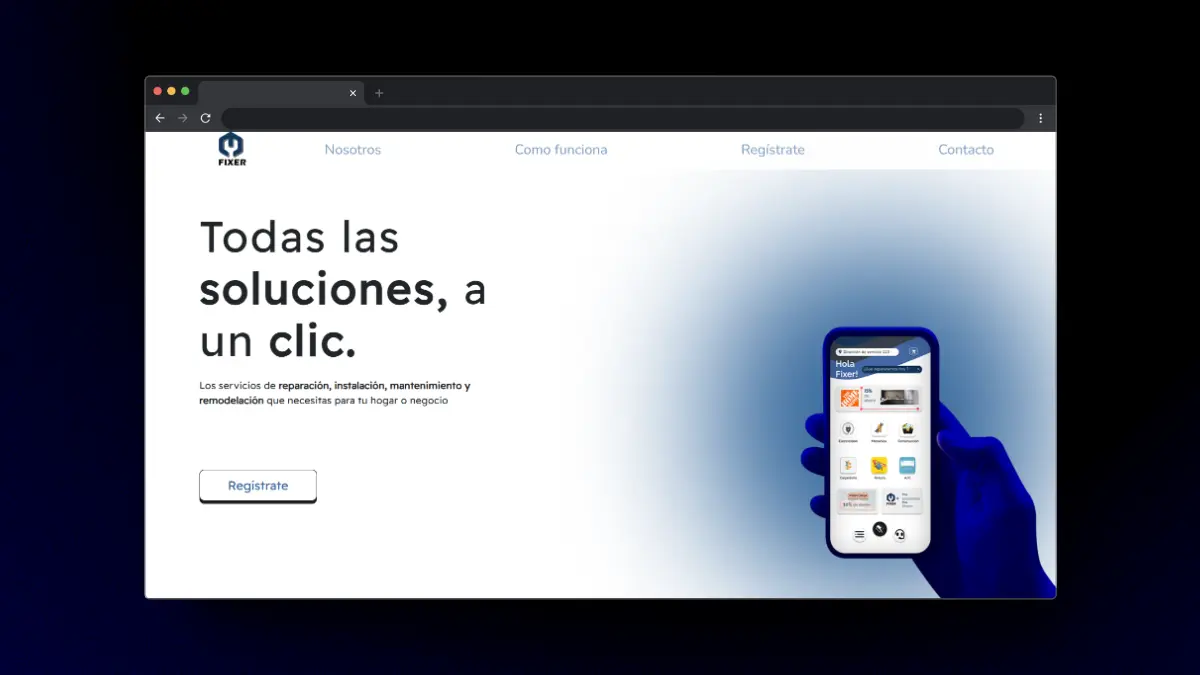 FIXER
Nosotros
Como funciona
Regístrate
Contacto
Todas las
soluciones, a
un clic.
Los servicios de reparación, instalación, mantenimiento y
remodelación que necesitas para tu hogar o negocio
Regístrate
Hola
Fixer!